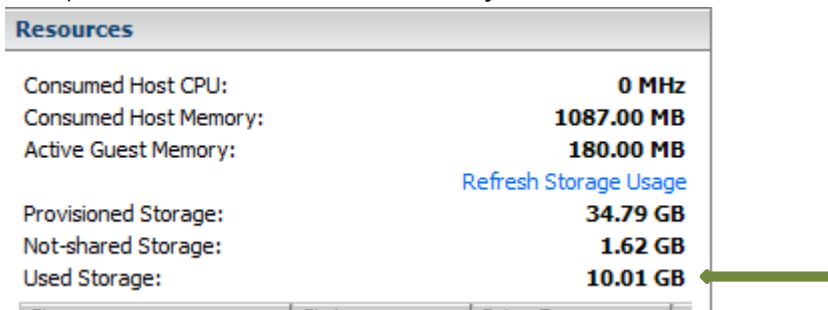 Resources
Consumed Host CPU: 0 MHz
Consumed Host Memory: 1087.00 MB
Active Guest Memory: 180.00 MB
Refresh Storage Usage
Provisioned Storage: 34.79 GB
Not-shared Storage: 1.62 GB
Used Storage: 10.01 GB